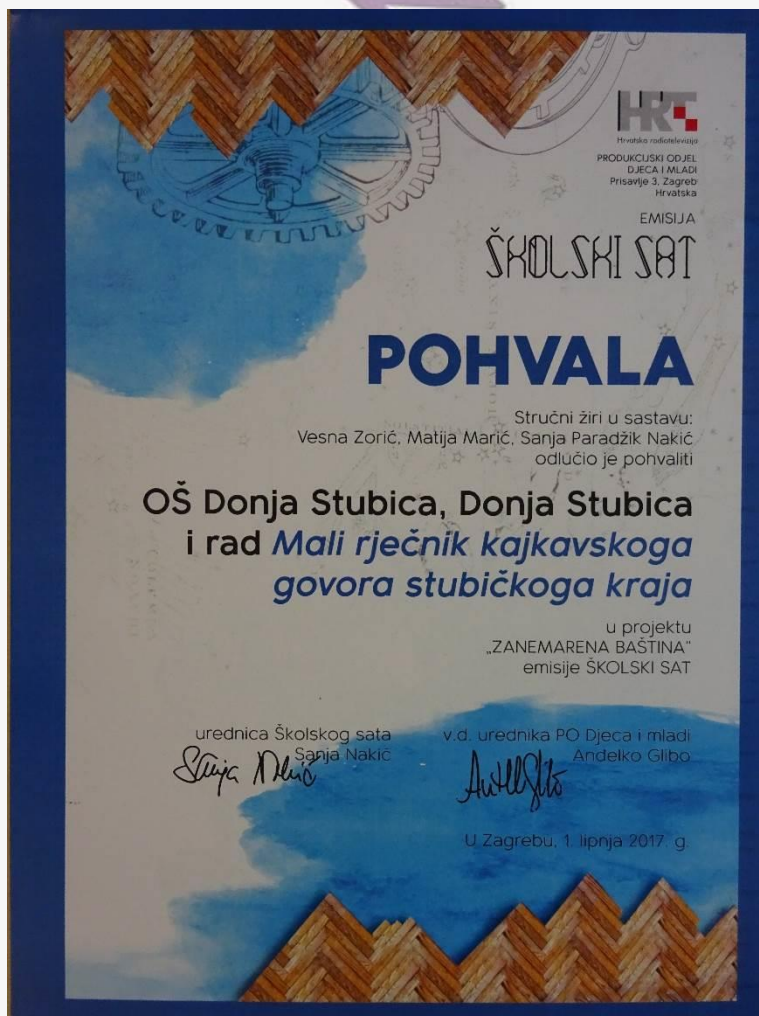 HRT
Hrvatska radiotelevizija
PRODUKCIJSKI ODJEL
DJECA I MLADI
Prisavlje 3, Zagreb
Hrvatska
EMISIJA
ŠKOLSKI SAT
POHVALA
Stručni žiri u sastavu:
Vesna Zorić, Matija Marić, Sanja Paradžik Nakić
odlučio je pohvaliti
OŠ Donja Stubica, Donja Stubica
i rad Mali rječnik kajkavskoga
govora stubičkoga kraja
u projektu
„ZANEMARENA BAŠTINA"
emisije ŠKOLSKI SAT
urednica Školskog sata
Sanja Nakić
v.d. urednika PO Djeca i mladi
Anđelko Glibo
U Zagrebu, 1. lipnja 2017. g.